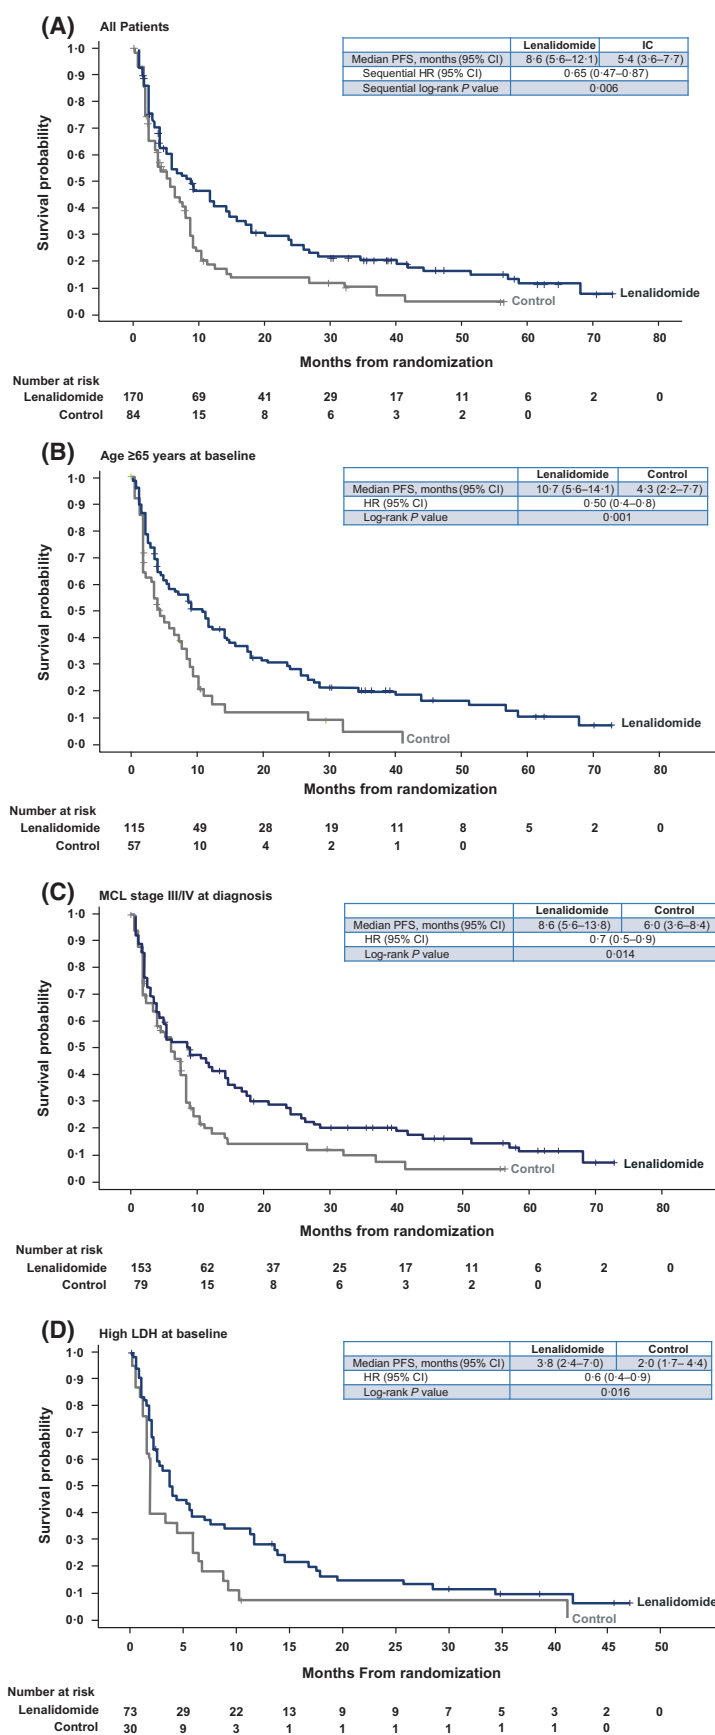 (A)
All Patients
Lenalidomide IC
Median PFS, months (95% CI) 8·6 (5·6–12·1) 5·4 (3·6–7·7)
Sequential HR (95% CI) 0·65 (0·47–0·87)
Sequential log-rank P value 0·006
Survival probability
1·0
0·9
0·8
0·7
0·6
0·5
0·4
0·3
0·2
0·1
0·0
Lenalidomide
Control
0 10 20 30 40 50 60 70 80
Months from randomization
Number at risk
Lenalidomide 170 69 41 29 17 11 6 2 0
Control 84 15 8 6 3 2 0
(B)
Age ≥65 years at baseline
Lenalidomide Control
Median PFS, months (95% CI) 10·7 (5·6–14·1) 4·3 (2·2–7·7)
HR (95% CI) 0·50 (0·4–0·8)
Log-rank P value 0·001
Survival probability
1·0
0·9
0·8
0·7
0·6
0·5
0·4
0·3
0·2
0·1
0·0
Lenalidomide
Control
0 10 20 30 40 50 60 70 80
Months from randomization
Number at risk
Lenalidomide 115 49 28 19 11 8 5 2 0
Control 57 10 4 2 1 0
(C)
MCL stage III/IV at diagnosis
Lenalidomide Control
Median PFS, months (95% CI) 8·6 (5·6–13·8) 6·0 (3·6–8·4)
HR (95% CI) 0·7 (0·5–0·9)
Log-rank P value 0·014
Survival probability
1·0
0·9
0·8
0·7
0·6
0·5
0·4
0·3
0·2
0·1
0·0
Lenalidomide
Control
0 10 20 30 40 50 60 70 80
Months from randomization
Number at risk
Lenalidomide 153 62 37 25 17 11 6 2 0
Control 79 15 8 6 3 2 0
(D)
High LDH at baseline
Lenalidomide Control
Median PFS, months (95% CI) 3·8 (2·4–7·0) 2·0 (1·7– 4·4)
HR (95% CI) 0·6 (0·4–0·9)
Log-rank P value 0·016
Survival probability
1·0
0·9
0·8
0·7
0·6
0·5
0·4
0·3
0·2
0·1
0·0
Lenalidomide
Control
0 5 10 15 20 25 30 35 40 45 50
Months From randomization
Number at risk
Lenalidomide 73 29 22 13 9 9 7 5 3 2 0
Control 30 9 3 1 1 1 1 1 1 0